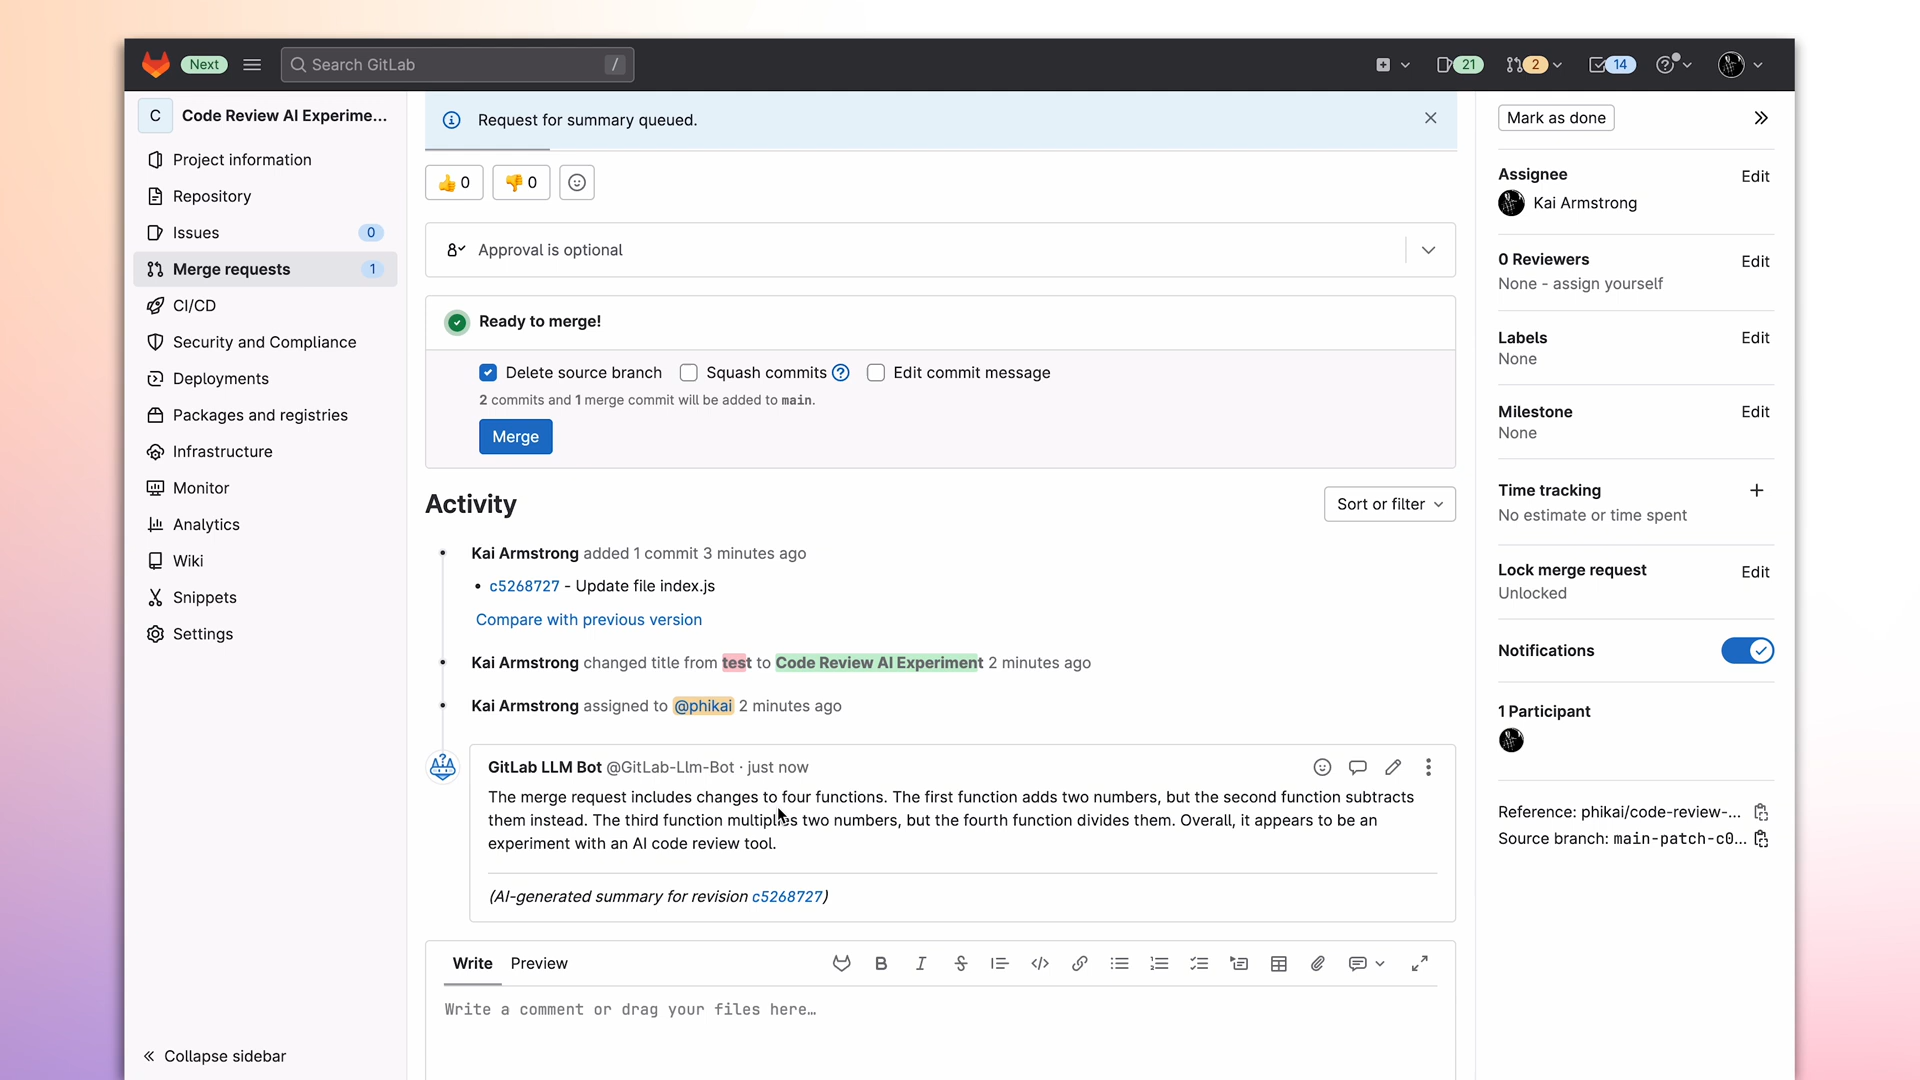 Next
Search GitLab /
21
2
14
C Code Review AI Experime...
Project information
Repository
Issues 0
Merge requests 1
CI/CD
Security and Compliance
Deployments
Packages and registries
Infrastructure
Monitor
Analytics
Wiki
Snippets
Settings
Collapse sidebar
Request for summary queued.
👍 0 👎 0
Approval is optional
Ready to merge!
Delete source branch Squash commits Edit commit message
2 commits and 1 merge commit will be added to main.
Merge
Activity
Sort or filter
Kai Armstrong added 1 commit 3 minutes ago
c5268727 - Update file index.js
Compare with previous version
Kai Armstrong changed title from test to Code Review AI Experiment 2 minutes ago
Kai Armstrong assigned to @phikai 2 minutes ago
GitLab LLM Bot @GitLab-Llm-Bot · just now
The merge request includes changes to four functions. The first function adds two numbers, but the second function subtracts
them instead. The third function multiplies two numbers, but the fourth function divides them. Overall, it appears to be an
experiment with an AI code review tool.
(AI-generated summary for revision c5268727)
Write Preview
Write a comment or drag your files here…
Mark as done
Assignee Edit
Kai Armstrong
0 Reviewers Edit
None - assign yourself
Labels Edit
None
Milestone Edit
None
Time tracking
No estimate or time spent
Lock merge request Edit
Unlocked
Notifications
1 Participant
Reference: phikai/code-review-...
Source branch: main-patch-c0...